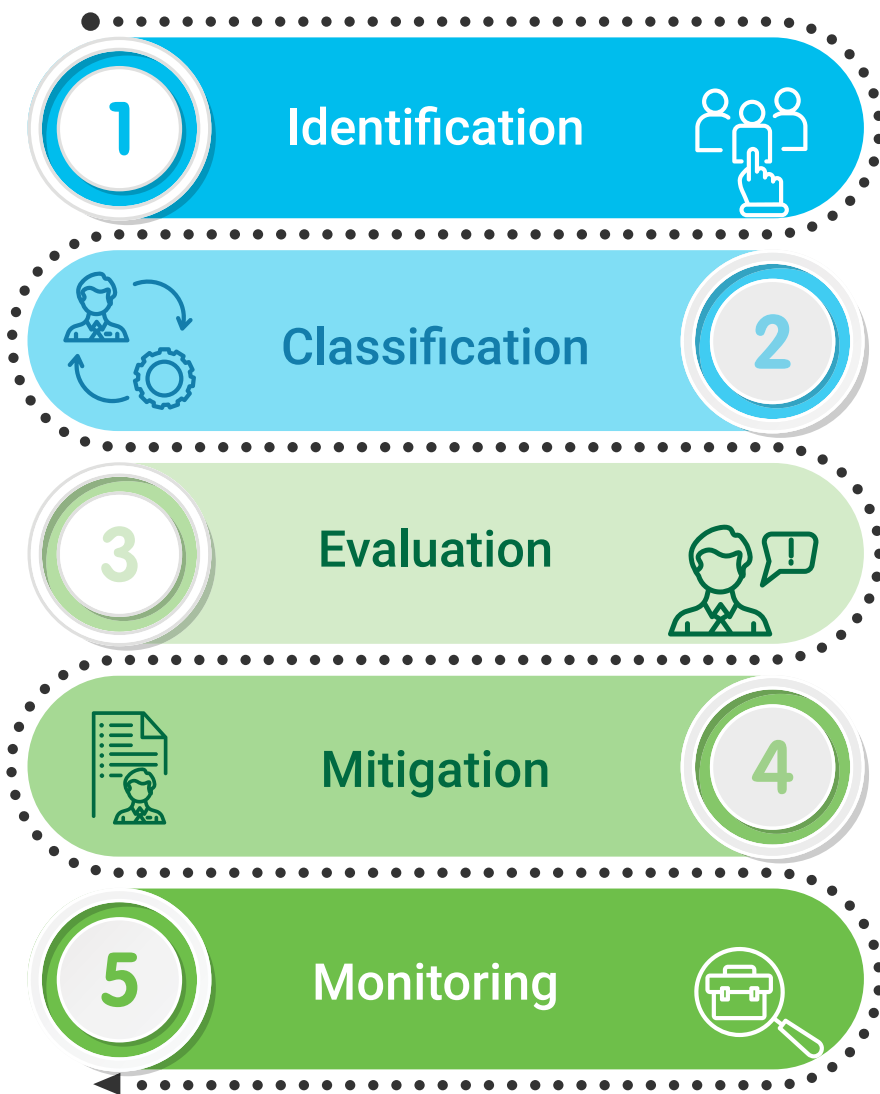 1
Identification
Classification
2
3
Evaluation
!
Mitigation
4
5
Monitoring